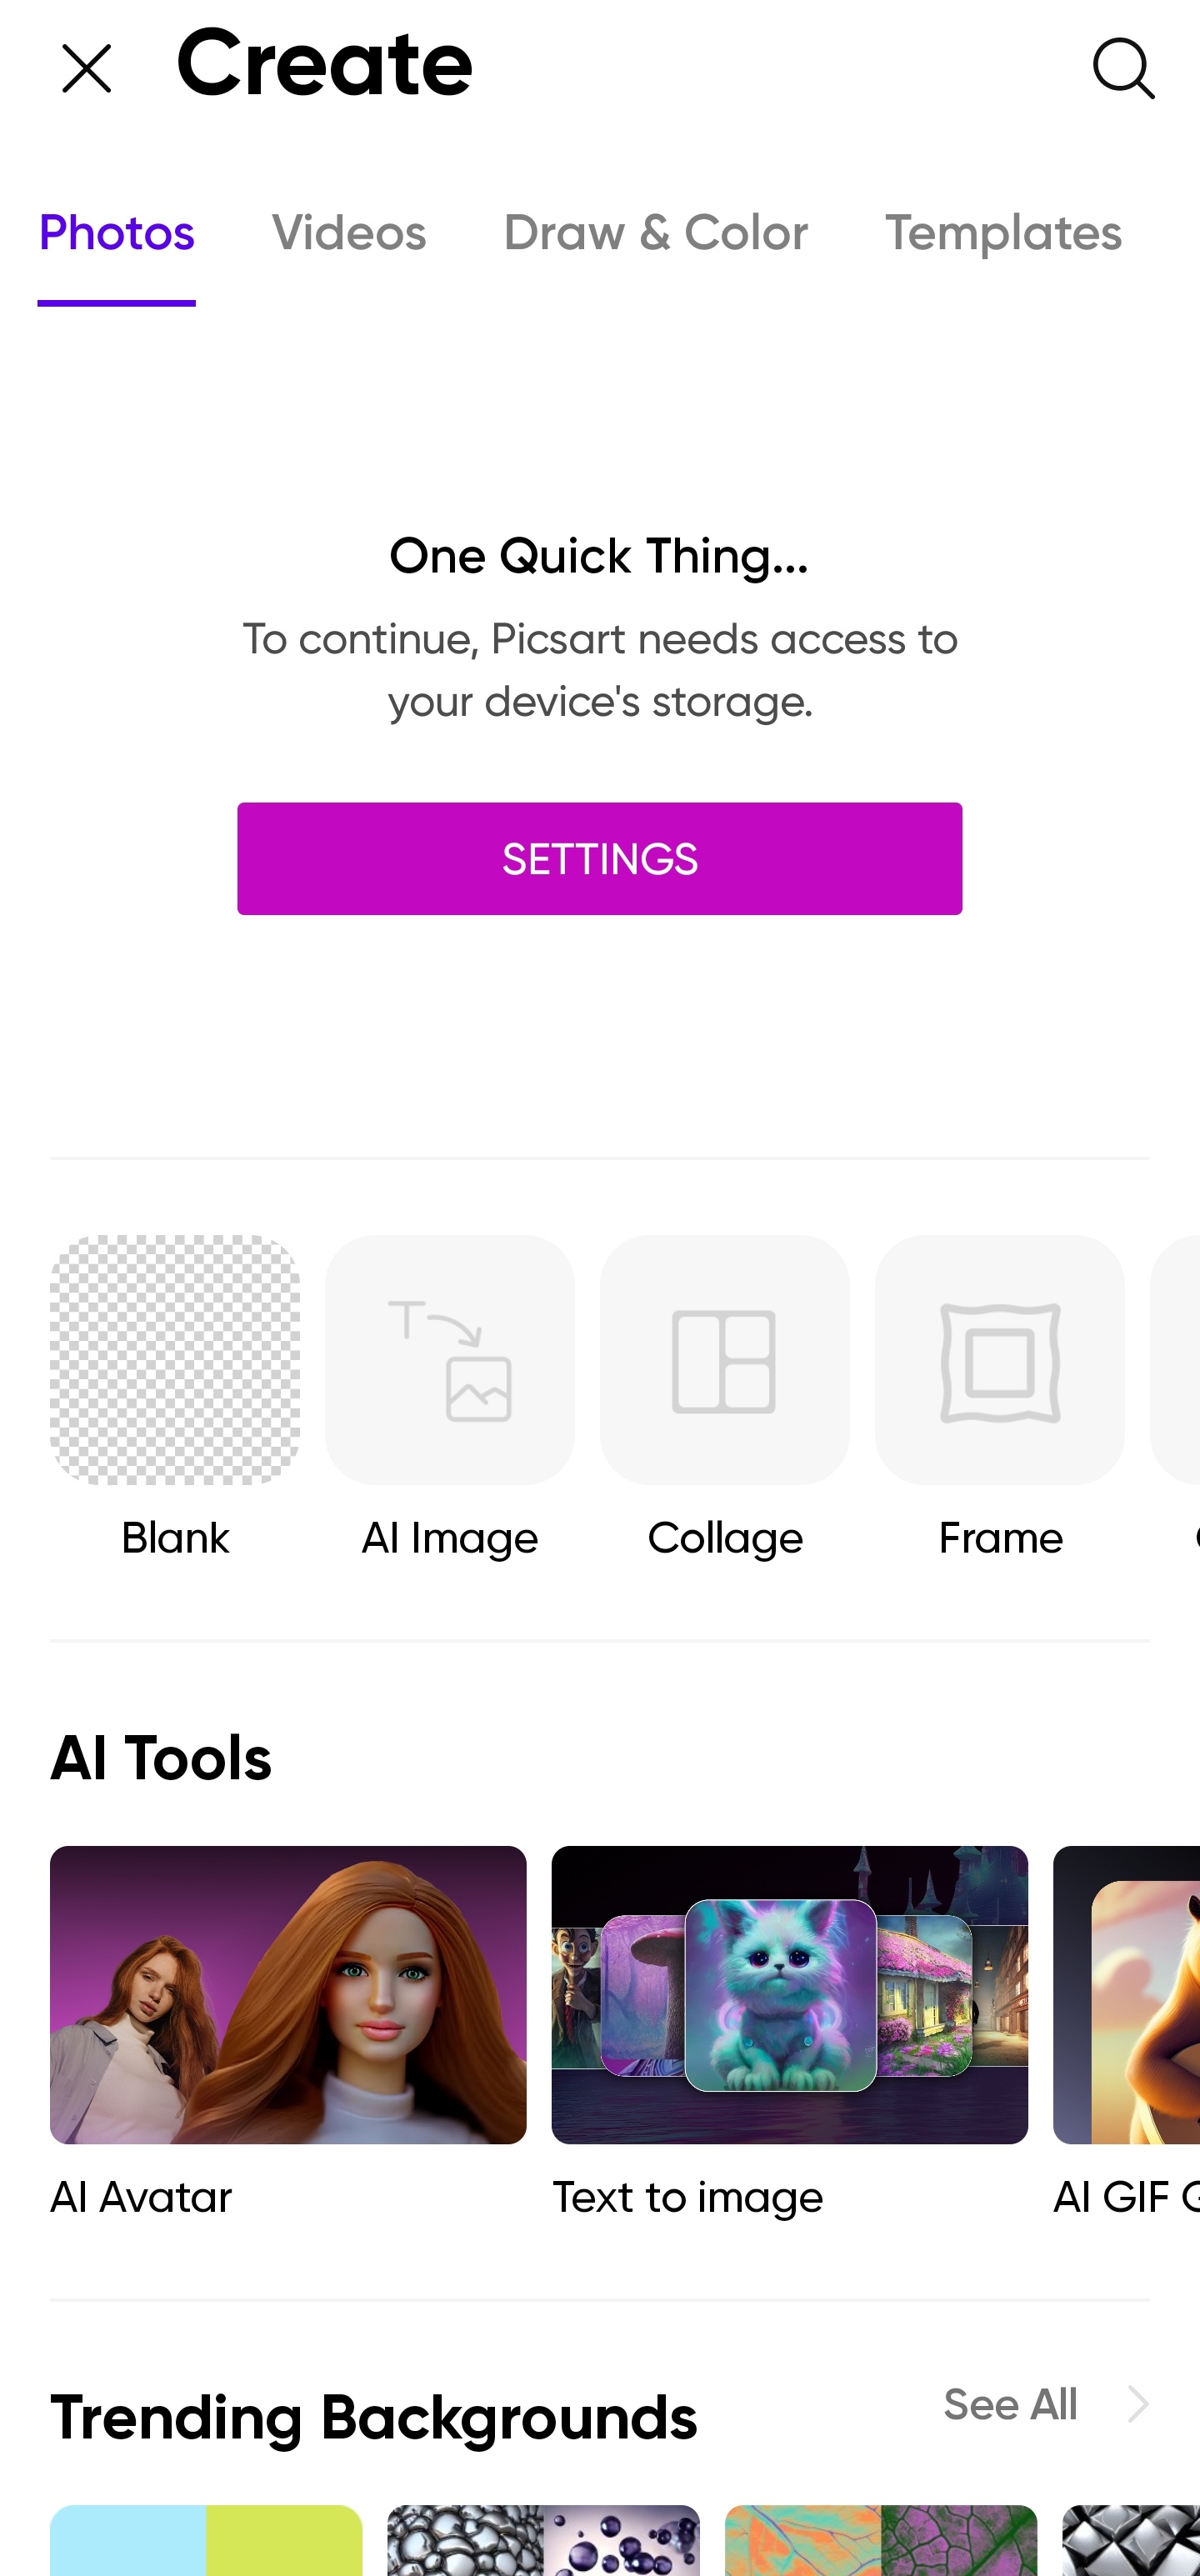 Create
Photos Videos Draw & Color Templates
One Quick Thing...
To continue, Picsart needs access to
your device's storage.
SETTINGS
Blank AI Image Collage Frame
AI Tools
AI Avatar Text to image AI GIF
Trending Backgrounds See All